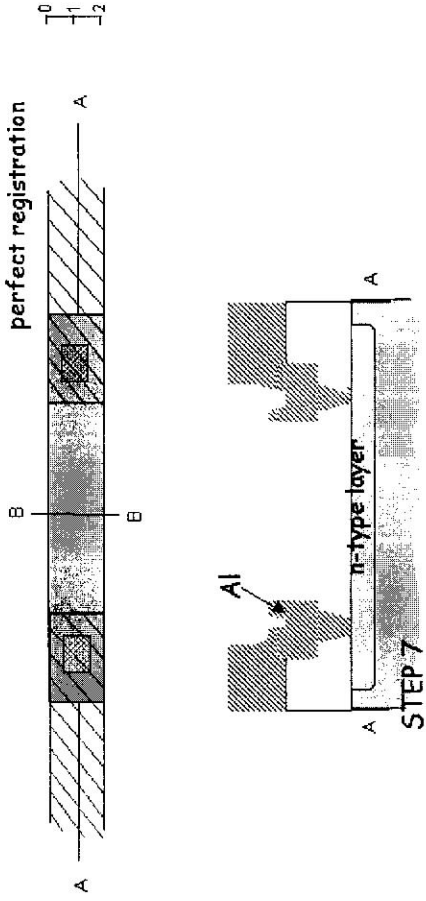 perfect registration
0
1
2
B
A
A
B
Al
n-type layer
A
A
STEP 7